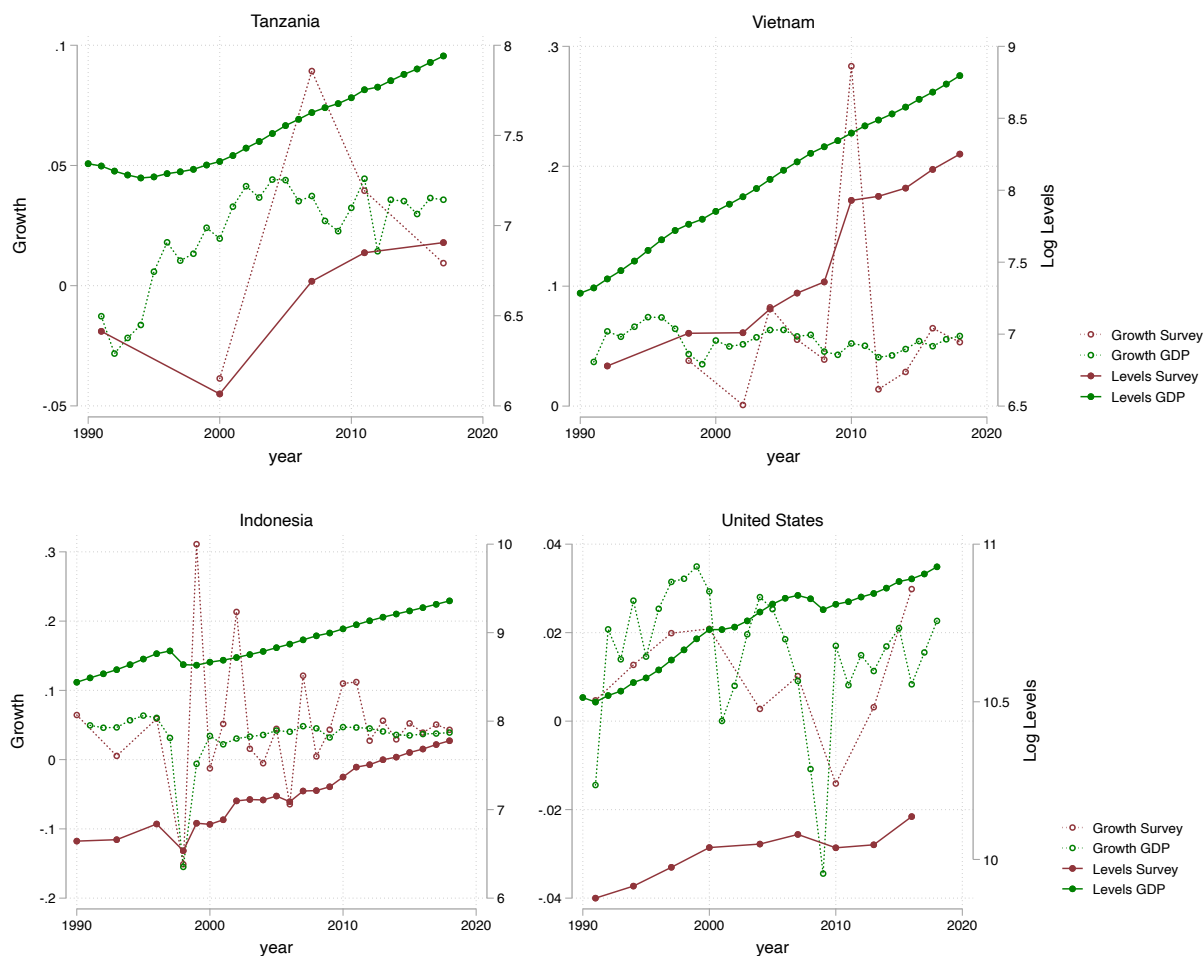 Tanzania
.1
.05
0
-.05
Growth
8
7.5
7
6.5
6
1990
2000
2010
2020
year
Vietnam
.3
.2
.1
0
9
8.5
8
7.5
7
6.5
Log Levels
1990
2000
2010
2020
year
Growth Survey
Growth GDP
Levels Survey
Levels GDP
Indonesia
.3
.2
.1
0
-.1
-.2
Growth
10
9
8
7
6
1990
2000
2010
2020
year
United States
.04
.02
0
-.02
-.04
11
10.5
10
Log Levels
1990
2000
2010
2020
year
Growth Survey
Growth GDP
Levels Survey
Levels GDP